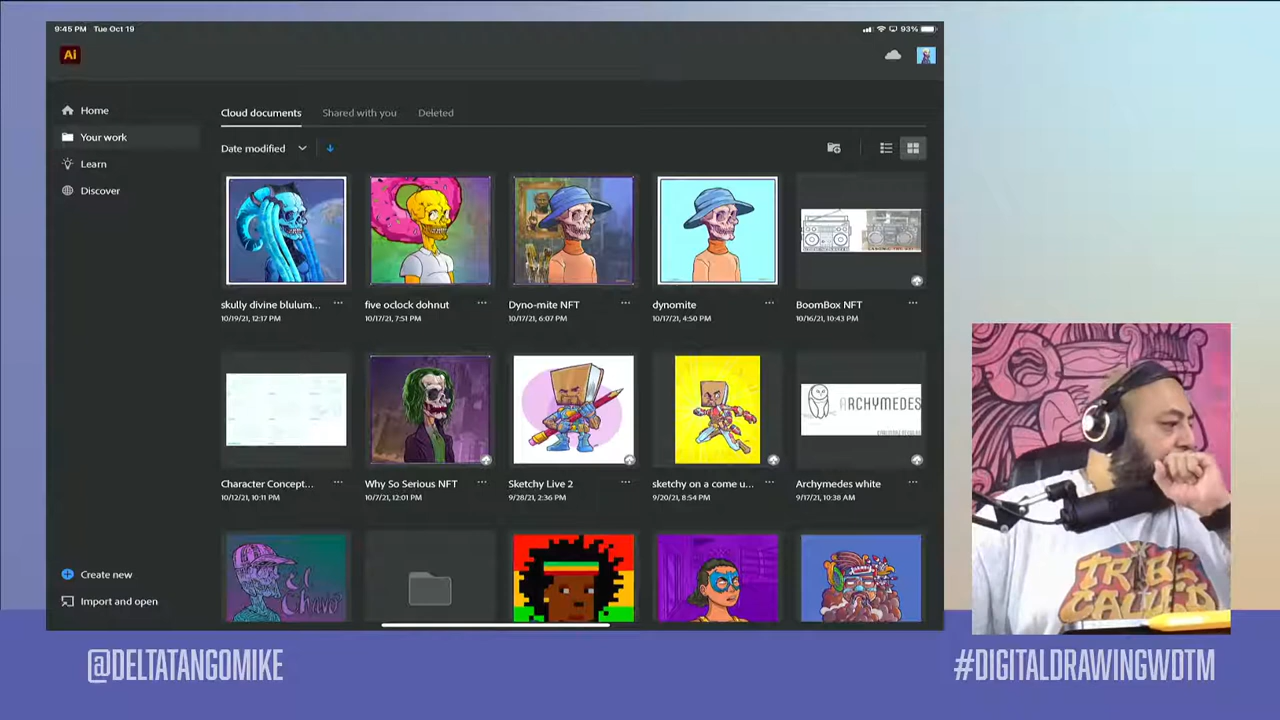 9:45 PM Tue Oct 19
93%
Ai
Home
Your work
Learn
Discover
Create new
Import and open
Cloud documents Shared with you Deleted
Date modified
skully divine blulum... ...
10/19/21, 12:17 PM
five oclock dohnut ...
10/17/21, 7:51 PM
Dyno-mite NFT ...
10/17/21, 6:07 PM
dynomite ...
10/17/21, 4:50 PM
BoomBox NFT ...
10/16/21, 10:43 PM
Character Concept... ...
10/12/21, 10:11 PM
Why So Serious NFT ...
10/7/21, 12:01 PM
Sketchy Live 2 ...
9/28/21, 2:36 PM
sketchy on a come u... ...
9/20/21, 8:54 PM
ARCHYMEDES
Archymedes white ...
9/17/21, 10:38 AM
El Chavo
TRIBE
CALLED
@DELTATANGOMIKE
#DIGITALDRAWINGWDTM